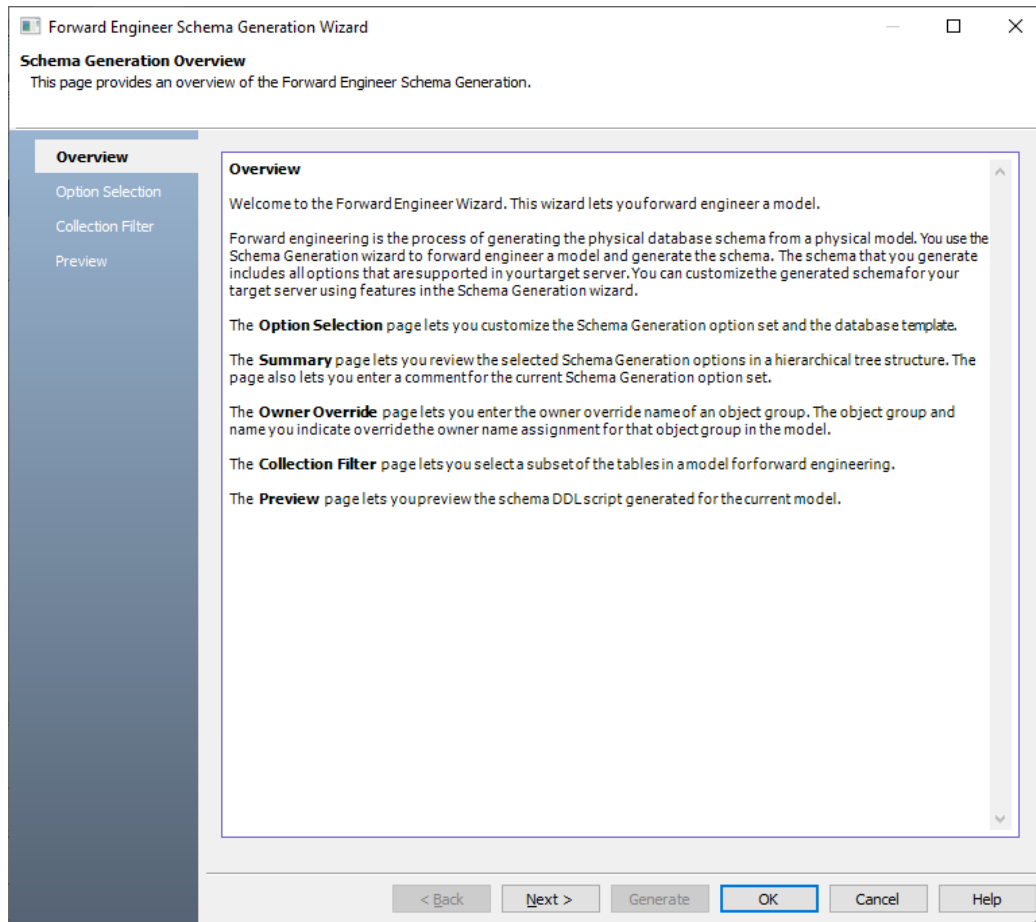 Forward Engineer Schema Generation Wizard
Schema Generation Overview
This page provides an overview of the Forward Engineer Schema Generation.
Overview
Option Selection
Collection Filter
Preview
Overview
Welcome to the Forward Engineer Wizard. This wizard lets you forward engineer a model.
Forward engineering is the process of generating the physical database schema from a physical model. You use the
Schema Generation wizard to forward engineer a model and generate the schema. The schema that you generate
includes all options that are supported in your target server. You can customize the generated schema for your
target server using features in the Schema Generation wizard.
The Option Selection page lets you customize the Schema Generation option set and the database template.
The Summary page lets you review the selected Schema Generation options in a hierarchical tree structure. The
page also lets you enter a comment for the current Schema Generation option set.
The Owner Override page lets you enter the owner override name of an object group. The object group and
name you indicate override the owner name assignment for that object group in the model.
The Collection Filter page lets you select a subset of the tables in a model for forward engineering.
The Preview page lets you preview the schema DDL script generated for the current model.
< Back
Next >
Generate
OK
Cancel
Help